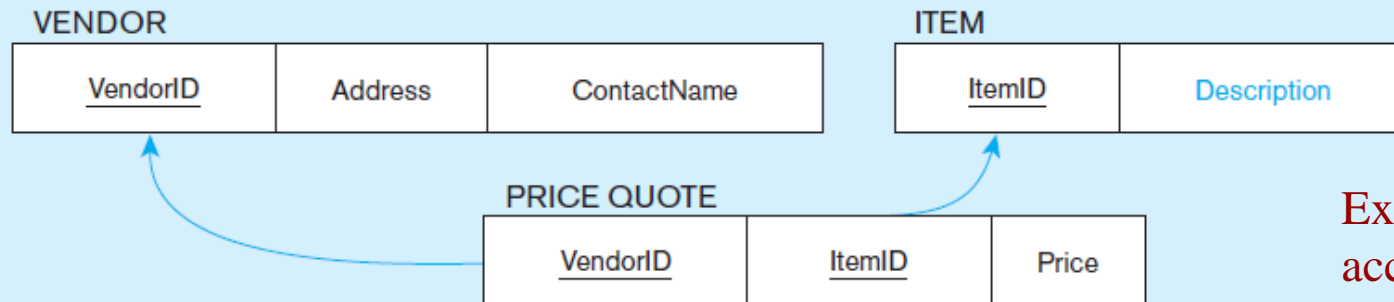 VENDOR
VendorID Address ContactName
ITEM
ItemID Description
PRICE QUOTE
VendorID ItemID Price